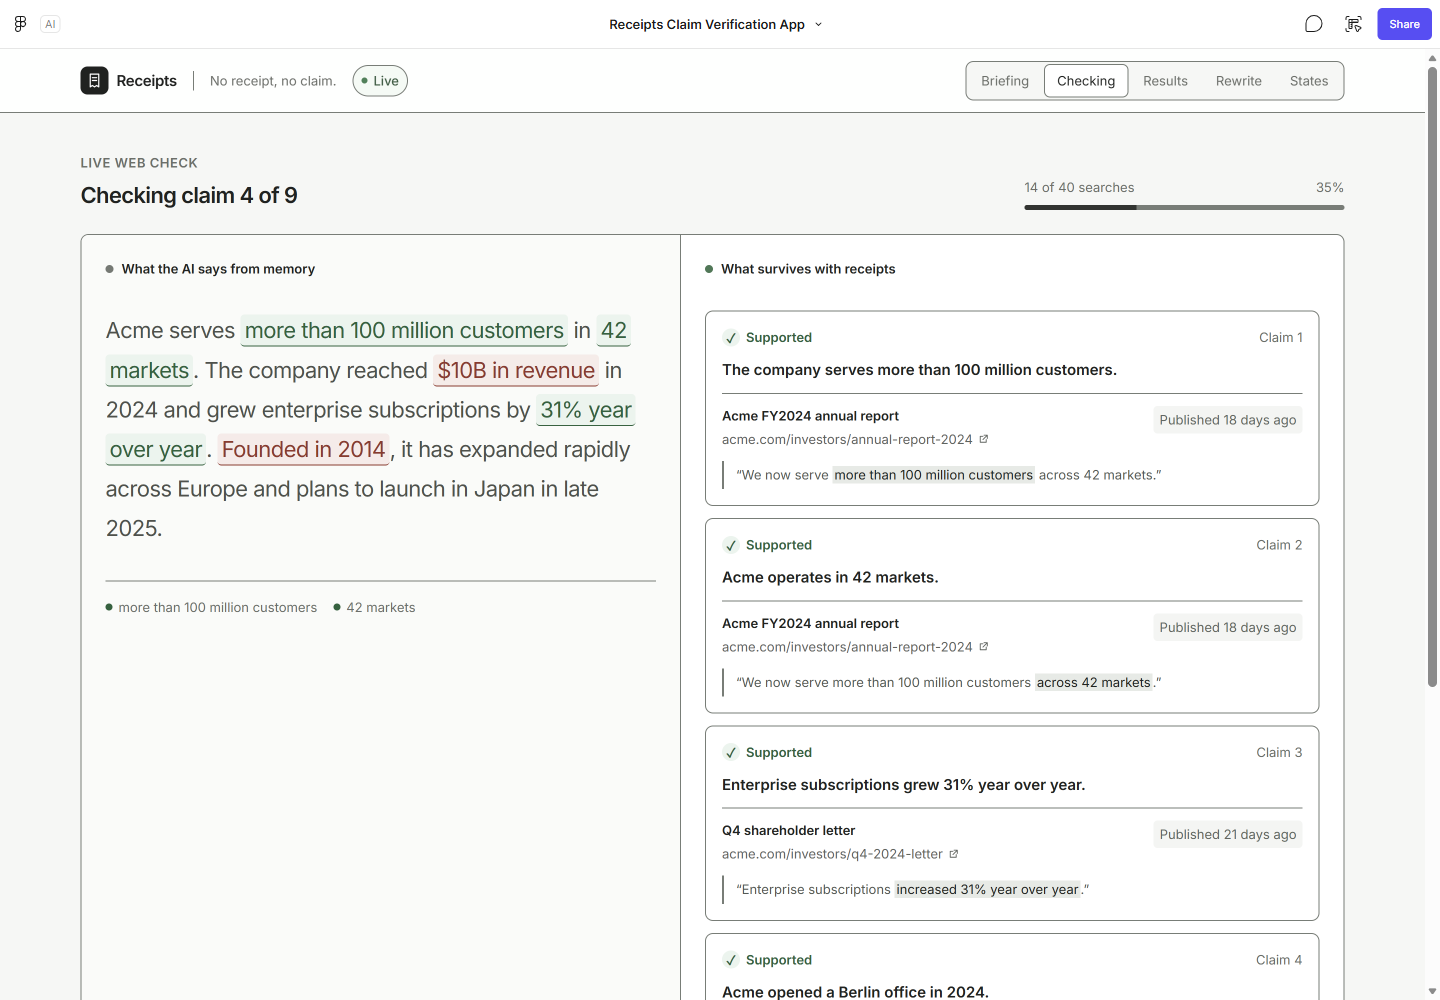 AI
Receipts Claim Verification App
Share
Receipts
No receipt, no claim.
Live
Briefing
Checking
Results
Rewrite
States
LIVE WEB CHECK
Checking claim 4 of 9
14 of 40 searches
35%
What the AI says from memory
Acme serves more than 100 million customers in 42
markets. The company reached $10B in revenue in
2024 and grew enterprise subscriptions by 31% year
over year. Founded in 2014, it has expanded rapidly
across Europe and plans to launch in Japan in late
2025.
more than 100 million customers
42 markets
What survives with receipts
Supported
Claim 1
The company serves more than 100 million customers.
Acme FY2024 annual report
Published 18 days ago
acme.com/investors/annual-report-2024
“We now serve more than 100 million customers across 42 markets.”
Supported
Claim 2
Acme operates in 42 markets.
Acme FY2024 annual report
Published 18 days ago
acme.com/investors/annual-report-2024
“We now serve more than 100 million customers across 42 markets.”
Supported
Claim 3
Enterprise subscriptions grew 31% year over year.
Q4 shareholder letter
Published 21 days ago
acme.com/investors/q4-2024-letter
“Enterprise subscriptions increased 31% year over year.”
Supported
Claim 4
Acme opened a Berlin office in 2024.